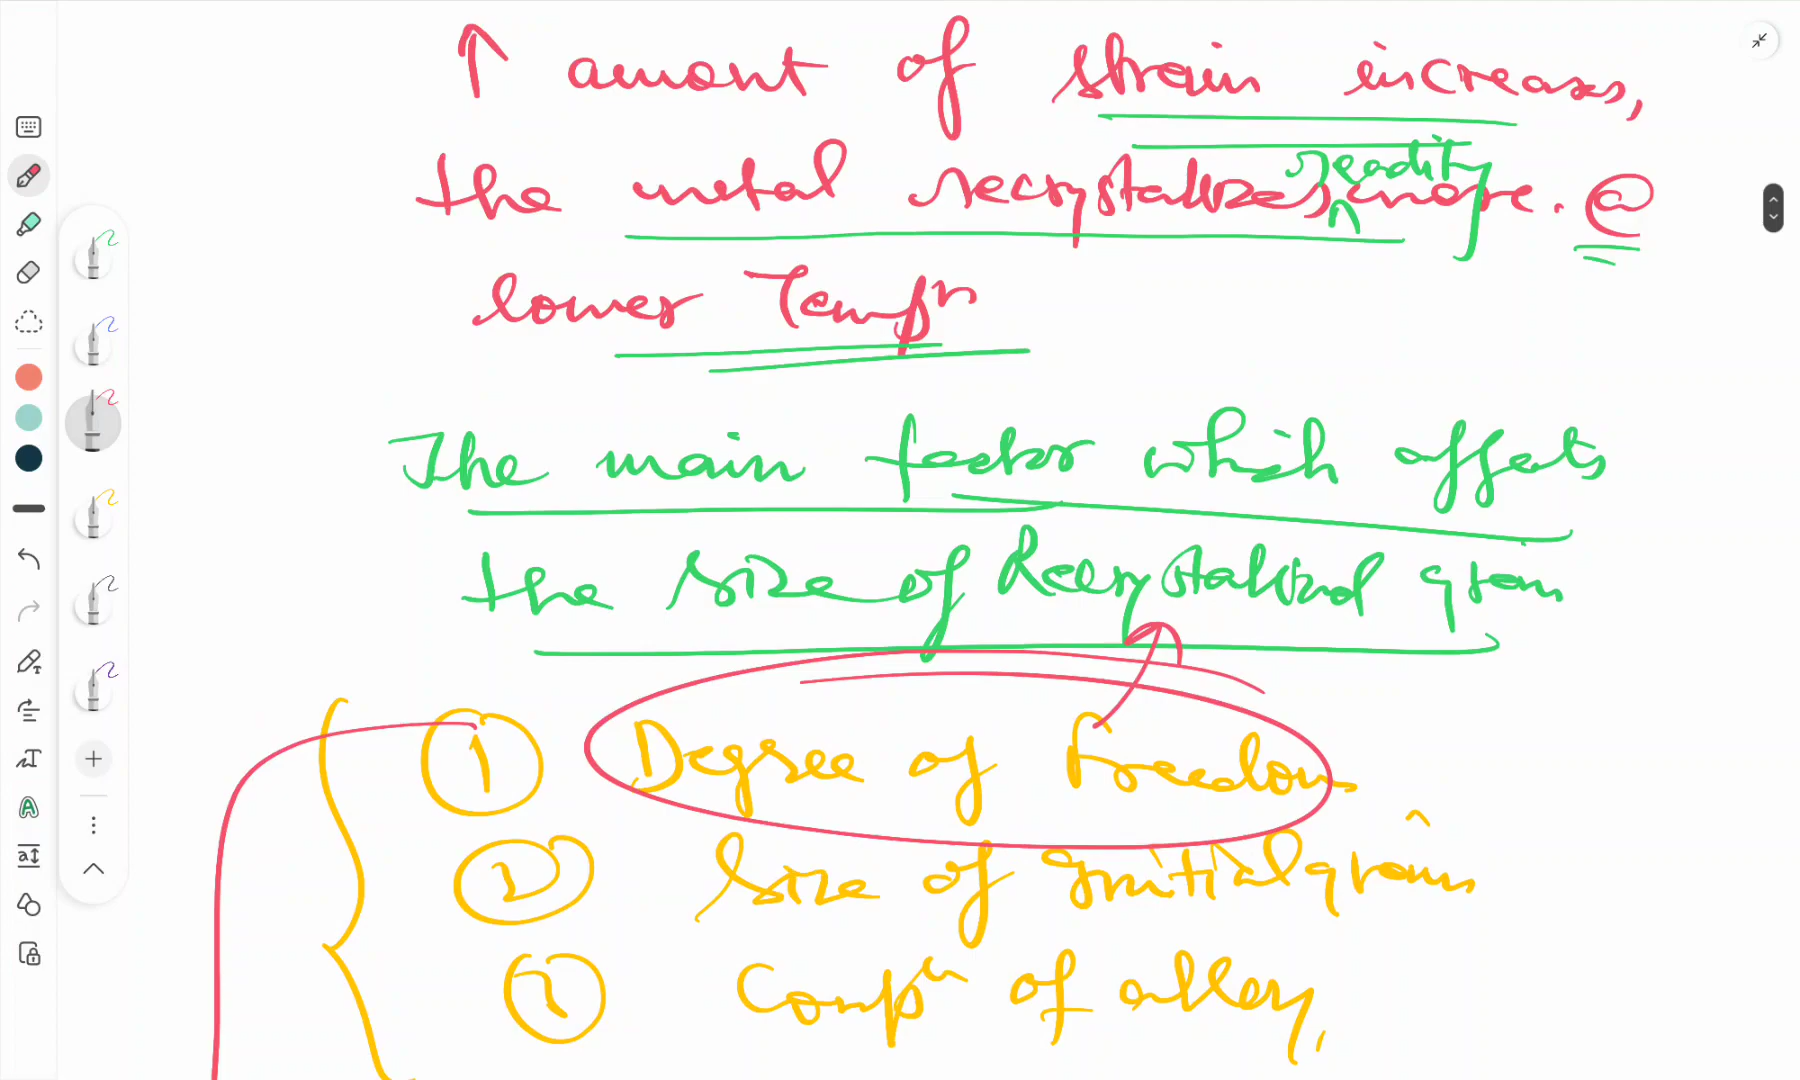 ↑ amount of strain increases,
the metal recrystallizes readily more. @
lower Tempr
The main factor which affects
the size of Recrystallized grain
① Degree of Freedom
② Size of Initial grains
Compn of alloy,